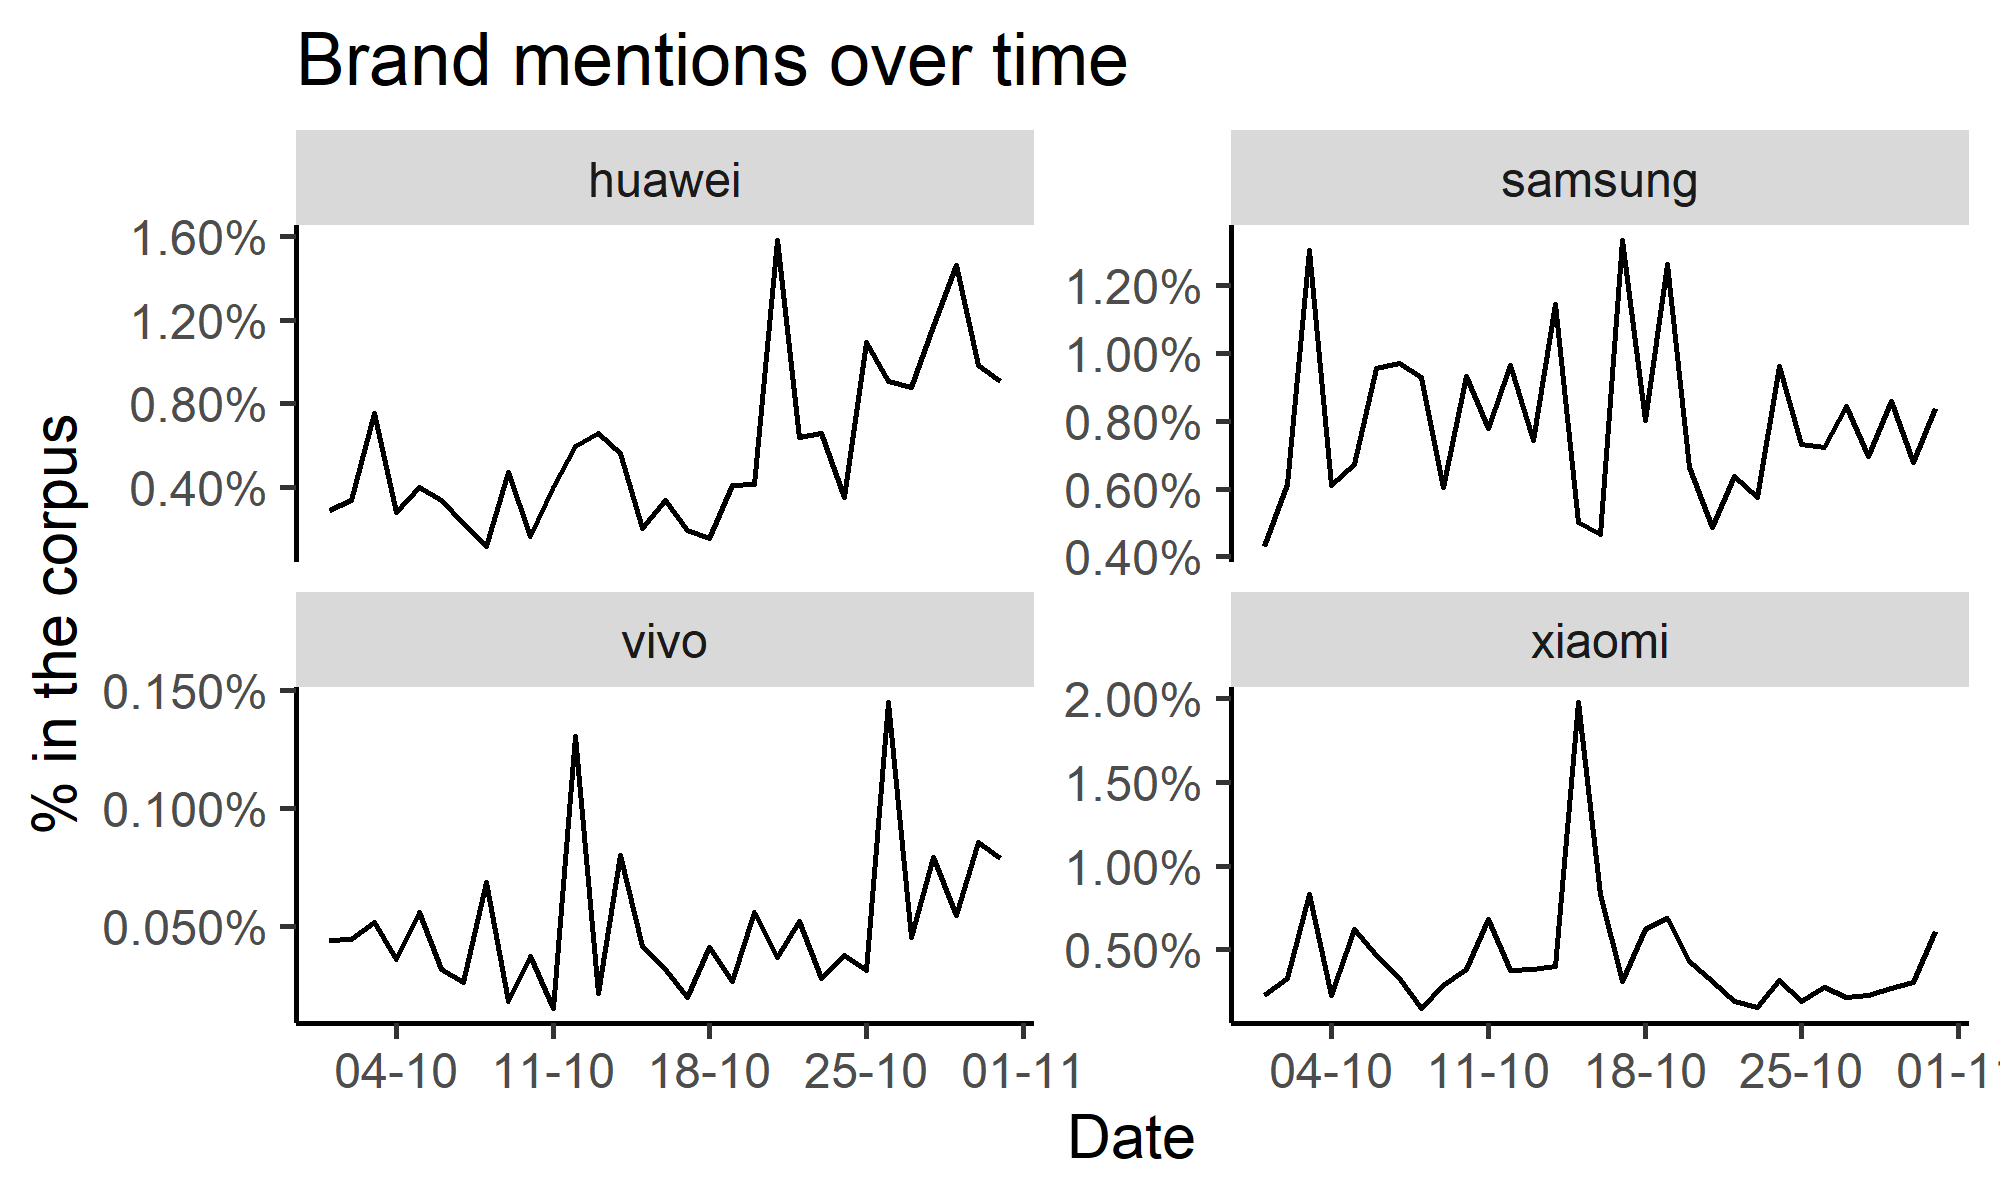 Brand mentions over time
huawei
samsung
1.60%
1.20%
0.80%
0.40%
1.20%
1.00%
0.80%
0.60%
0.40%
vivo
xiaomi
0.150%
0.100%
0.050%
2.00%
1.50%
1.00%
0.50%
04-10 11-10 18-10 25-10 01-11
04-10 11-10 18-10 25-10 01-11
Date
% in the corpus